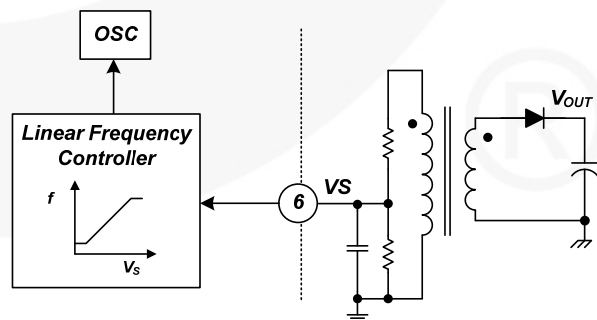 OSC
Linear Frequency
Controller
f
VS
6
VS
VOUT
®